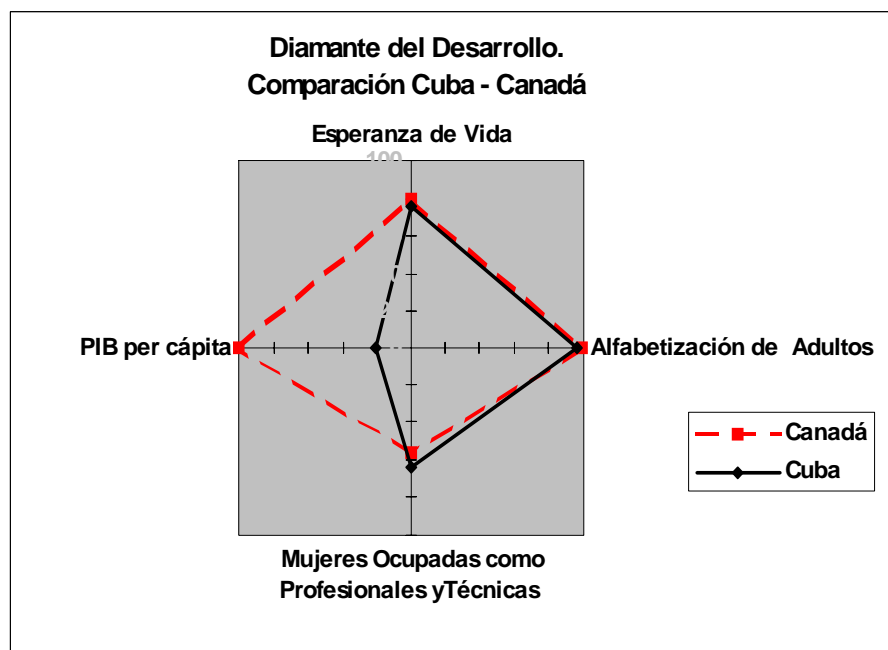 Diamante del Desarrollo.
Comparación Cuba - Canadá
Esperanza de Vida
100
PIB per cápita
Alfabetización de Adultos
Canadá
Cuba
Mujeres Ocupadas como
Profesionales yTécnicas